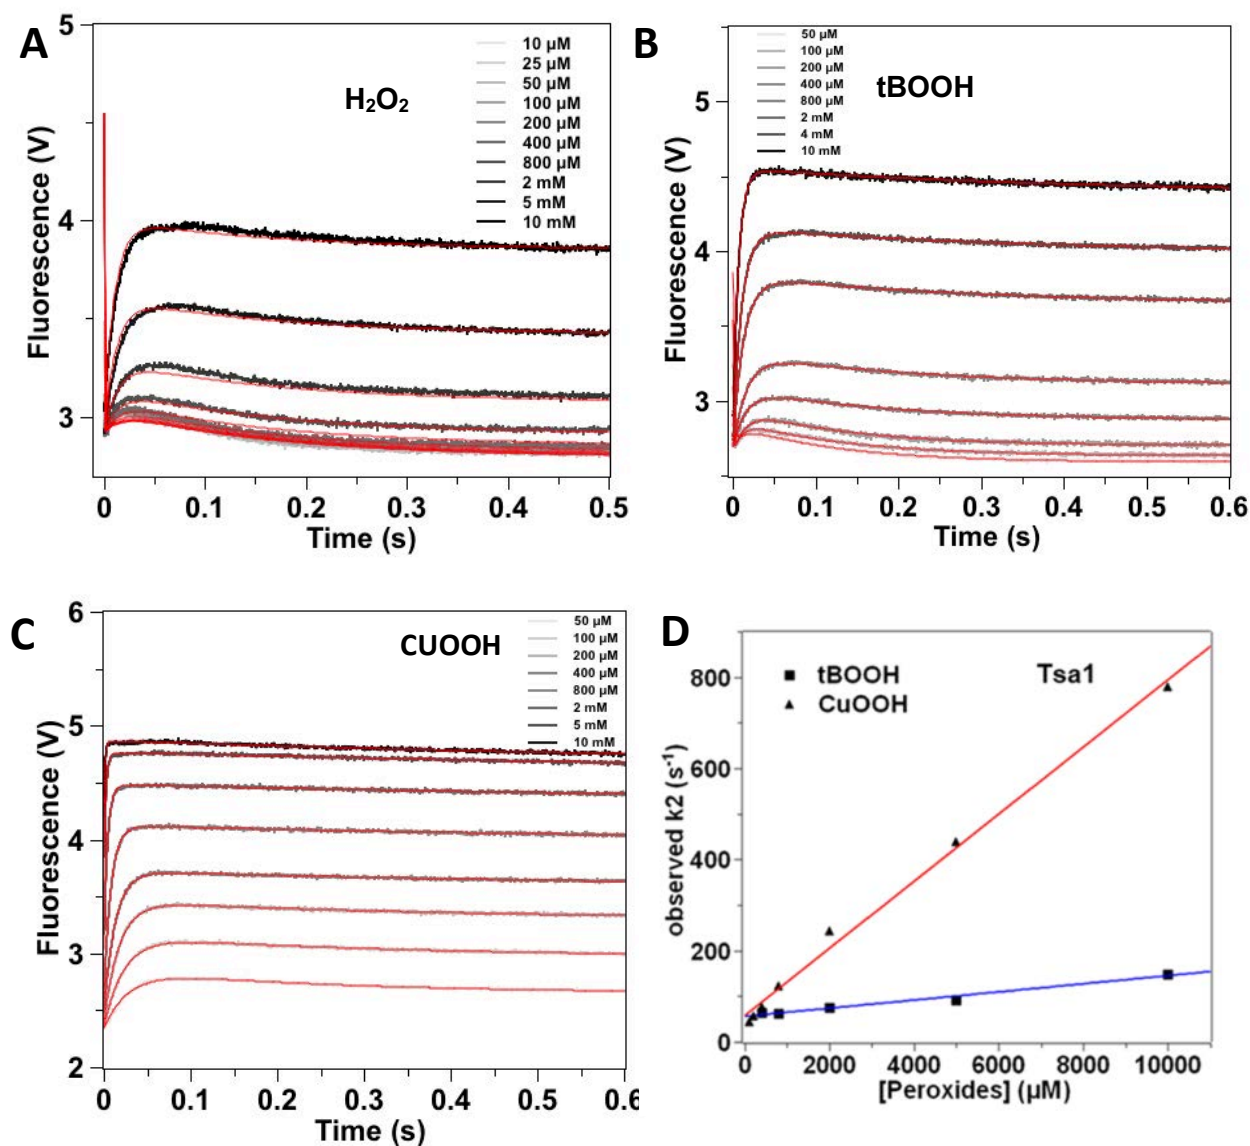 A
H₂O₂
10 µM
25 µM
50 µM
100 µM
200 µM
400 µM
800 µM
2 mM
5 mM
10 mM
5
4
3
Fluorescence (V)
0 0.1 0.2 0.3 0.4 0.5
Time (s)
B
tBOOH
50 µM
100 µM
200 µM
400 µM
800 µM
2 mM
4 mM
10 mM
5
4
3
Fluorescence (V)
0 0.1 0.2 0.3 0.4 0.5 0.6
Time (s)
C
CUOOH
50 µM
100 µM
200 µM
400 µM
800 µM
2 mM
5 mM
10 mM
6
5
4
3
2
Fluorescence (V)
0 0.1 0.2 0.3 0.4 0.5 0.6
Time (s)
D
tBOOH
CuOOH
Tsa1
800
600
400
200
0
observed k2 (s⁻¹)
0 2000 4000 6000 8000 10000
[Peroxides] (µM)